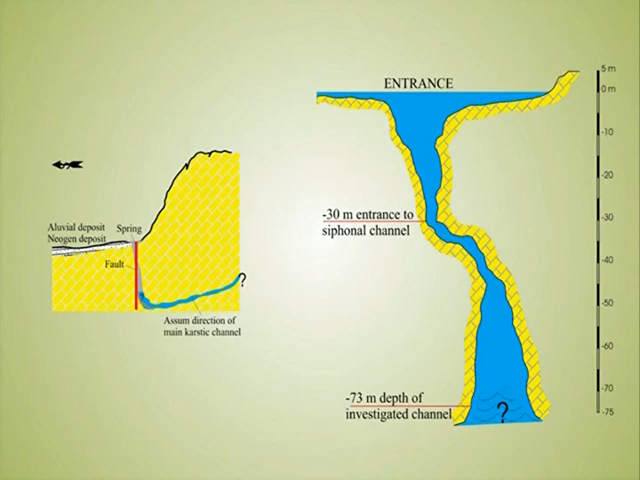 Aluvial deposit
Neogen deposit
Spring
Fault
?
Assum direction of
main karstic channel
ENTRANCE
-30 m entrance to
siphonal channel
-73 m depth of
investigated channel
?
5 m
0 m
-10
-20
-30
-40
-50
-60
-70
-75